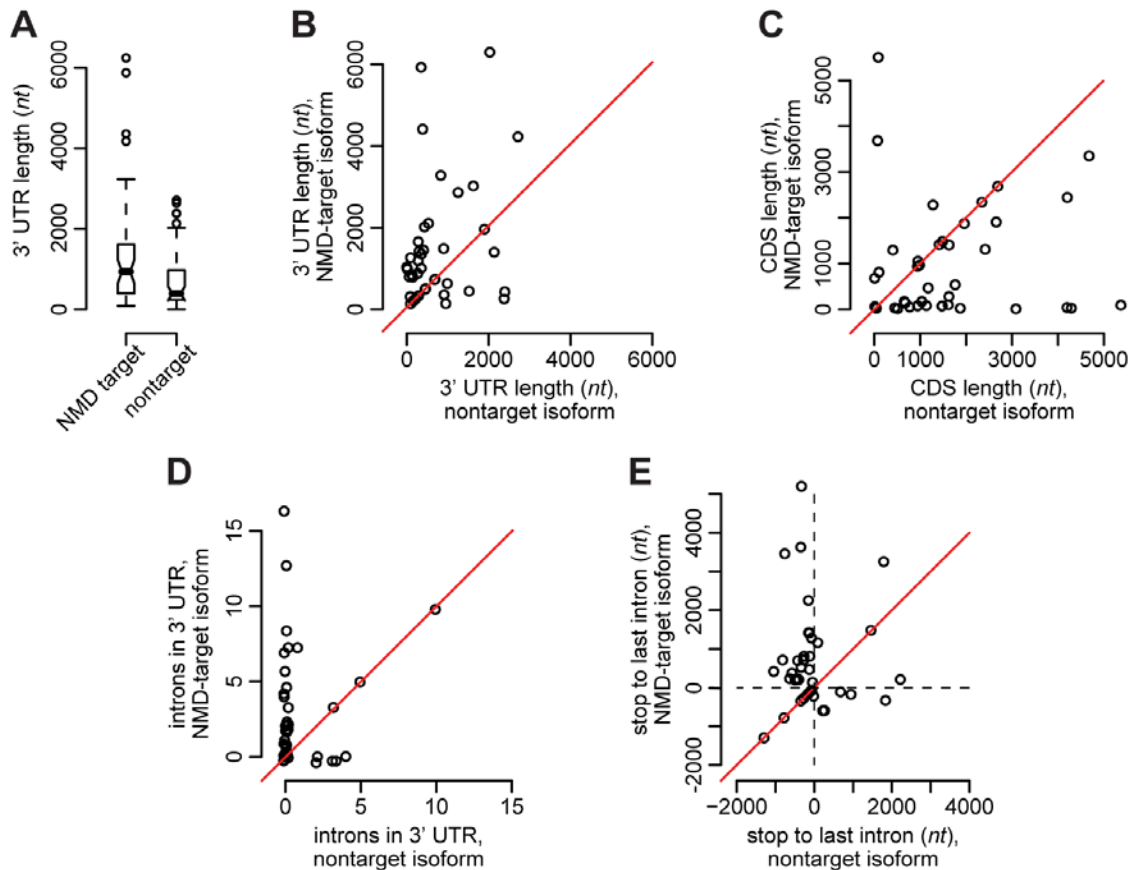 A
3' UTR length (nt)
6000
4000
2000
0
NMD target
nontarget
B
3' UTR length (nt),
NMD-target isoform
6000
4000
2000
0
0 2000 4000 6000
3' UTR length (nt),
nontarget isoform
C
CDS length (nt),
NMD-target isoform
5000
3000
1000
0
0 1000 3000 5000
CDS length (nt),
nontarget isoform
D
introns in 3' UTR,
NMD-target isoform
15
10
5
0
0 5 10 15
introns in 3' UTR,
nontarget isoform
E
stop to last intron (nt),
NMD-target isoform
4000
2000
0
−2000
−2000 0 2000 4000
stop to last intron (nt),
nontarget isoform